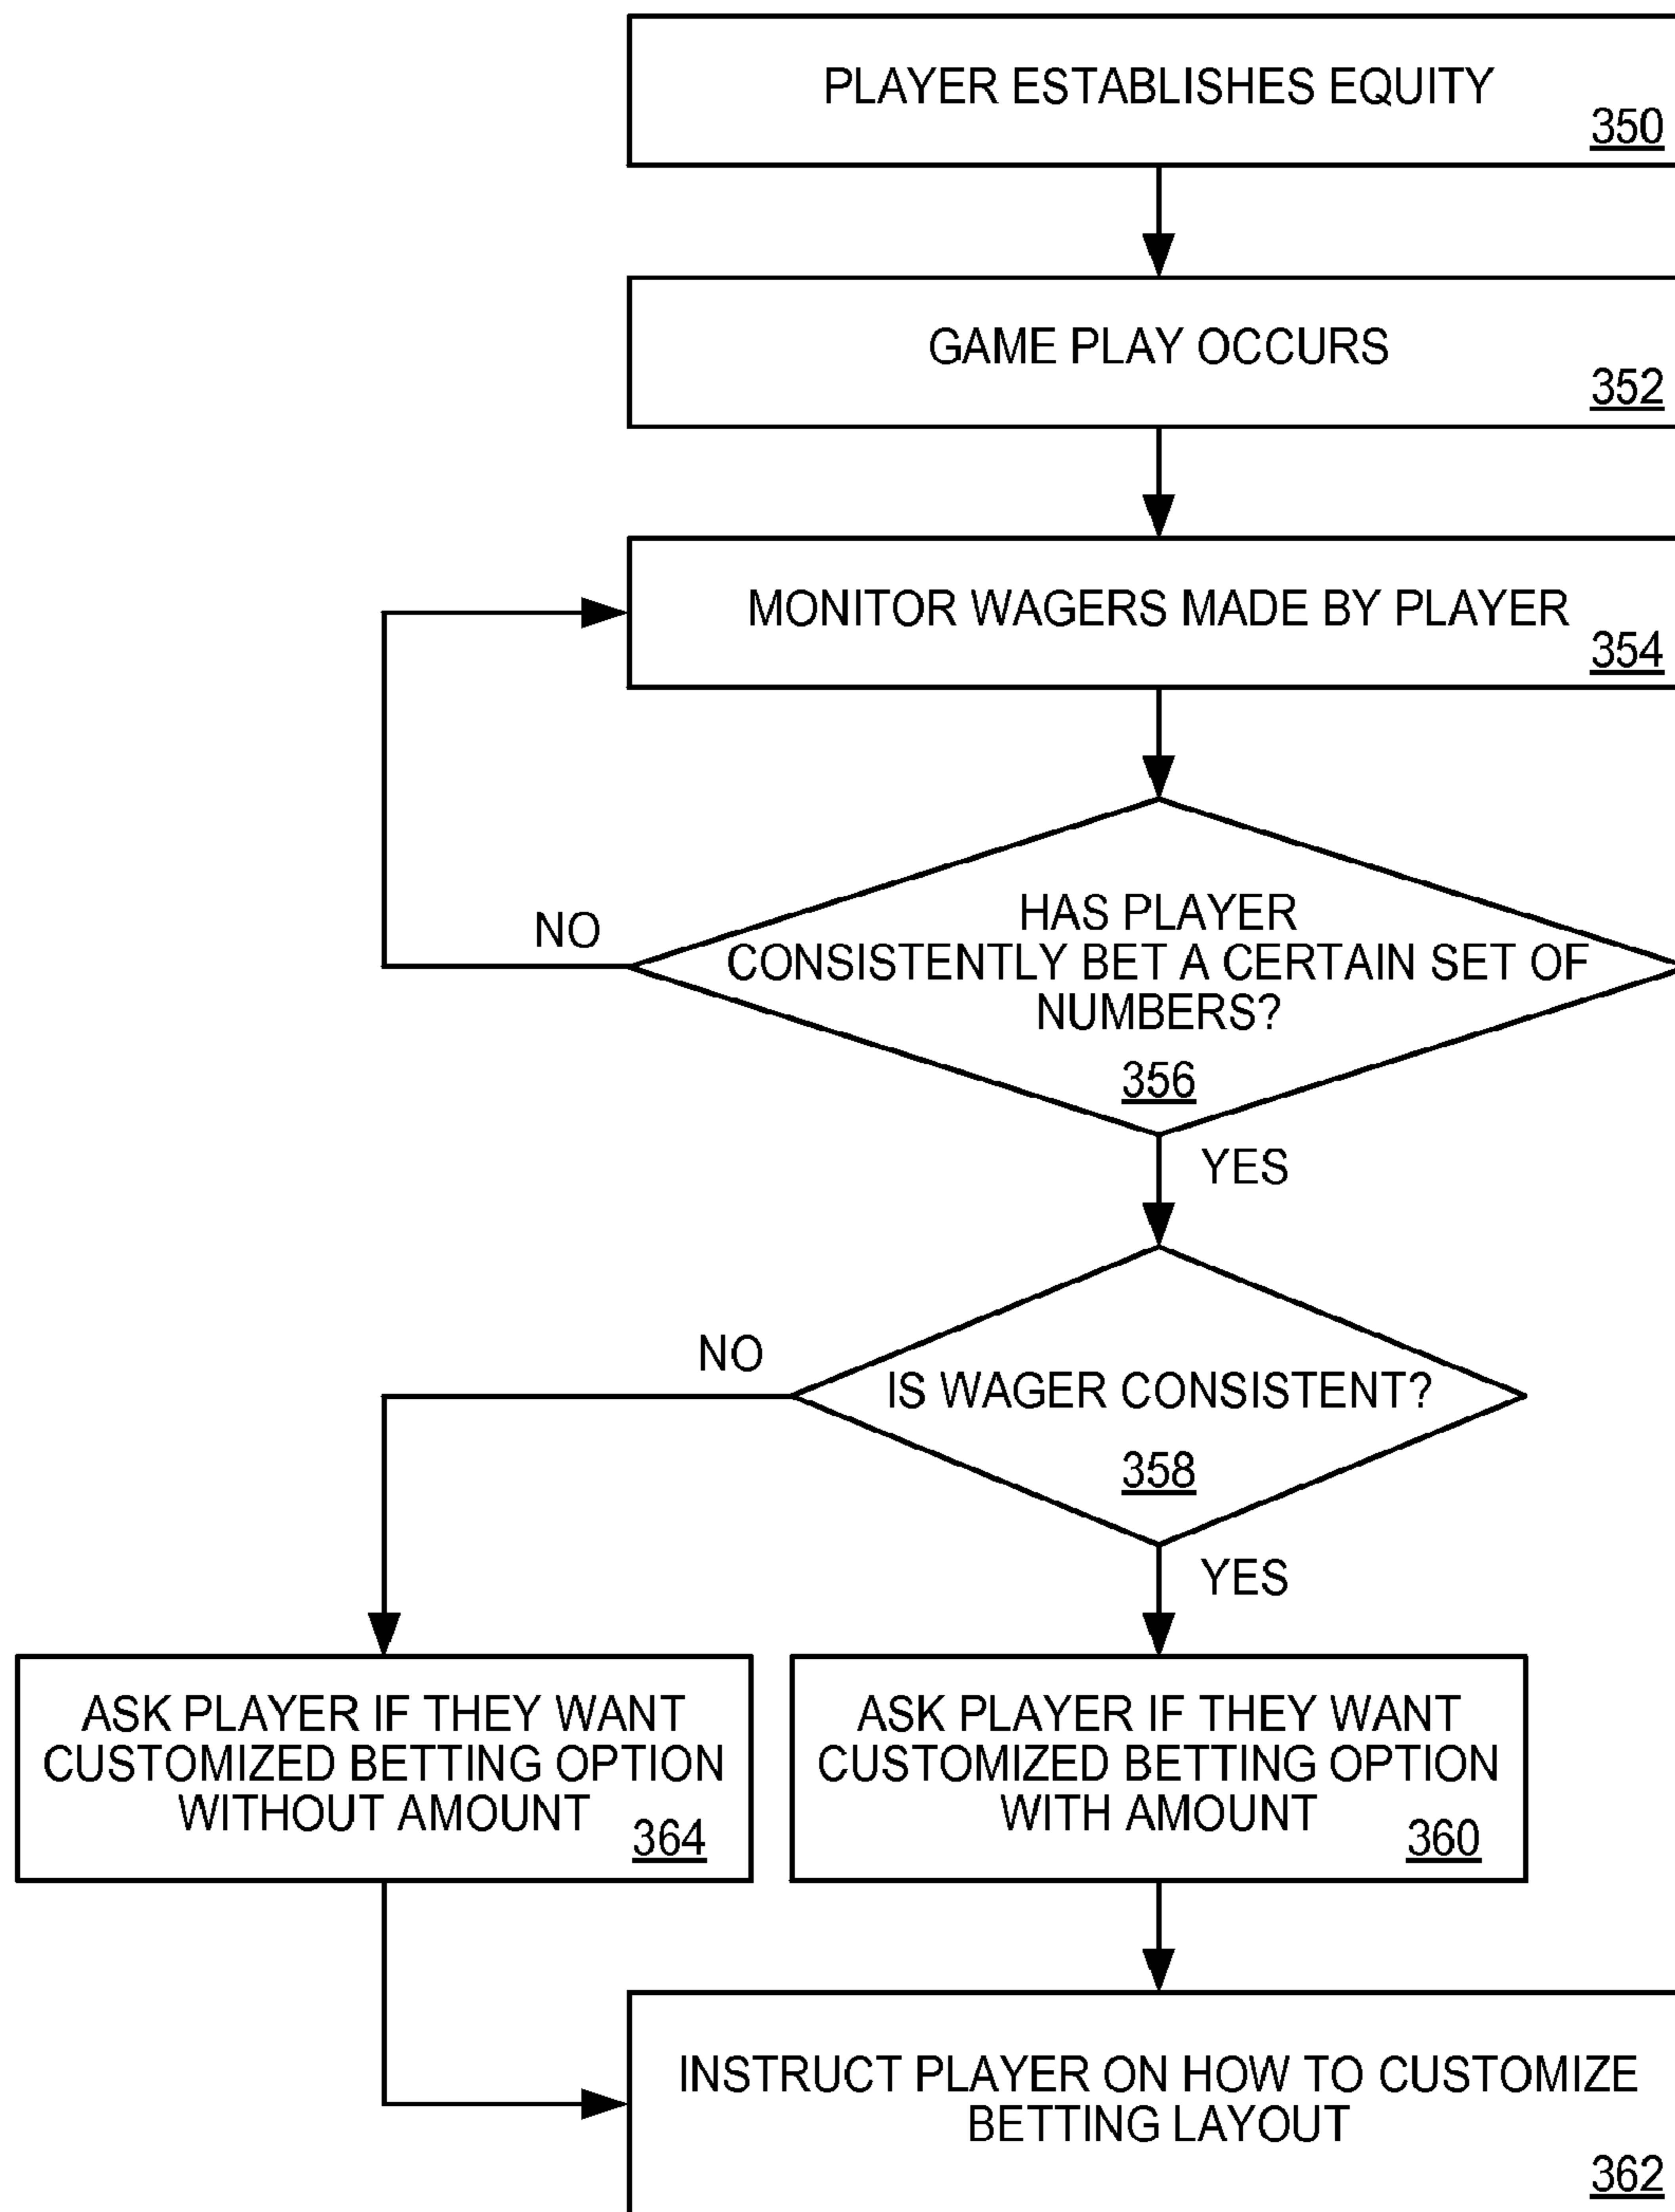 PLAYER ESTABLISHES EQUITY
350
GAME PLAY OCCURS
352
MONITOR WAGERS MADE BY PLAYER
354
NO
HAS PLAYER
CONSISTENTLY BET A CERTAIN SET OF
NUMBERS?
356
YES
NO
IS WAGER CONSISTENT?
358
YES
ASK PLAYER IF THEY WANT
CUSTOMIZED BETTING OPTION
WITHOUT AMOUNT
364
ASK PLAYER IF THEY WANT
CUSTOMIZED BETTING OPTION
WITH AMOUNT
360
INSTRUCT PLAYER ON HOW TO CUSTOMIZE
BETTING LAYOUT
362